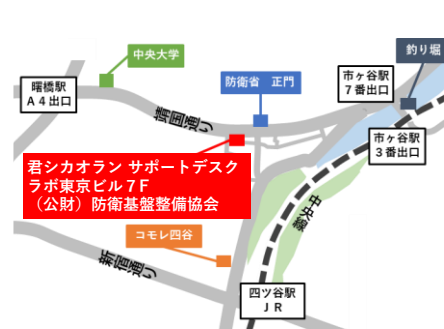 釣り堀
中央大学
市ヶ谷駅
７番出口
曙橋駅
Ａ４出口
防衛省　正門
靖国通り
市ヶ谷駅
３番出口
君シカオラン サポートデスク
ラポ東京ビル７Ｆ
（公財）防衛基盤整備協会
中央線
コモレ四谷
新宿通り
四ツ谷駅
ＪＲ